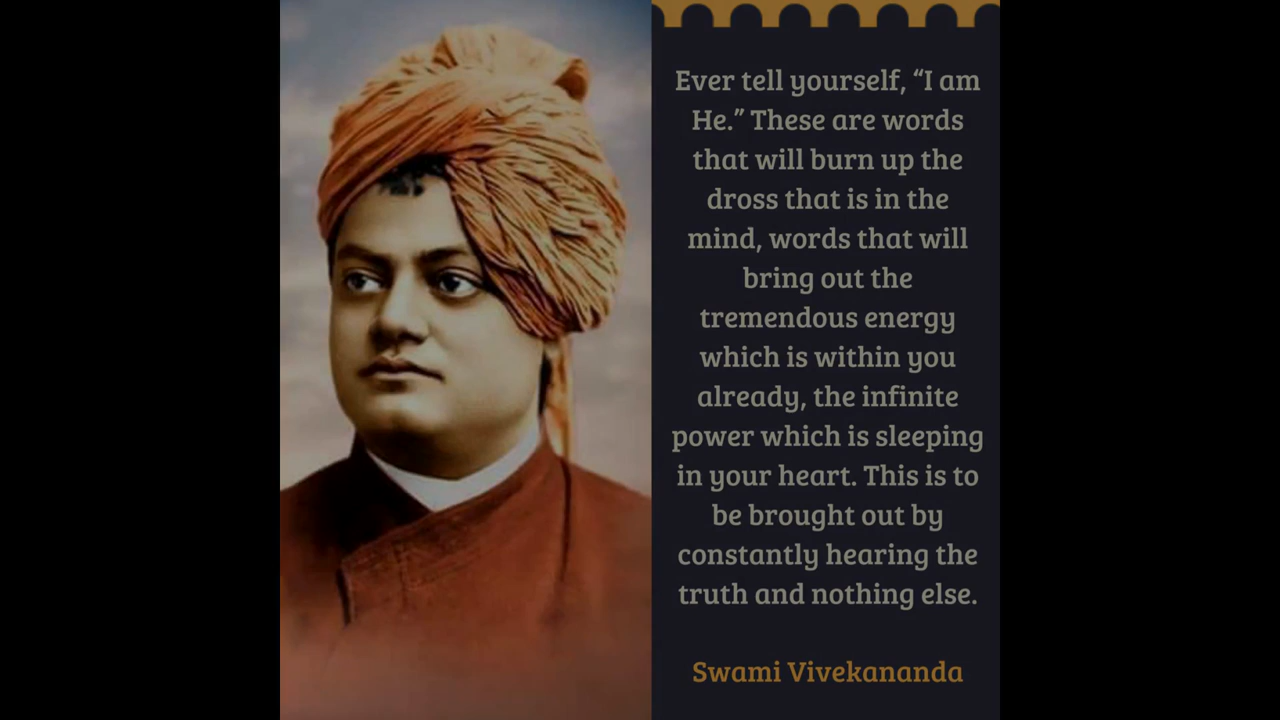 Ever tell yourself, “I am
He.” These are words
that will burn up the
dross that is in the
mind, words that will
bring out the
tremendous energy
which is within you
already, the infinite
power which is sleeping
in your heart. This is to
be brought out by
constantly hearing the
truth and nothing else.
Swami Vivekananda